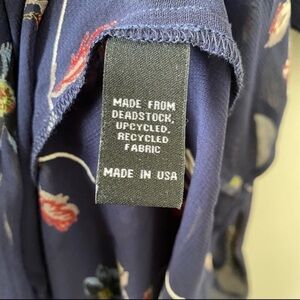 MADE FROM
DEADSTOCK,
UPCYCLED,
RECYCLED
FABRIC
MADE IN USA